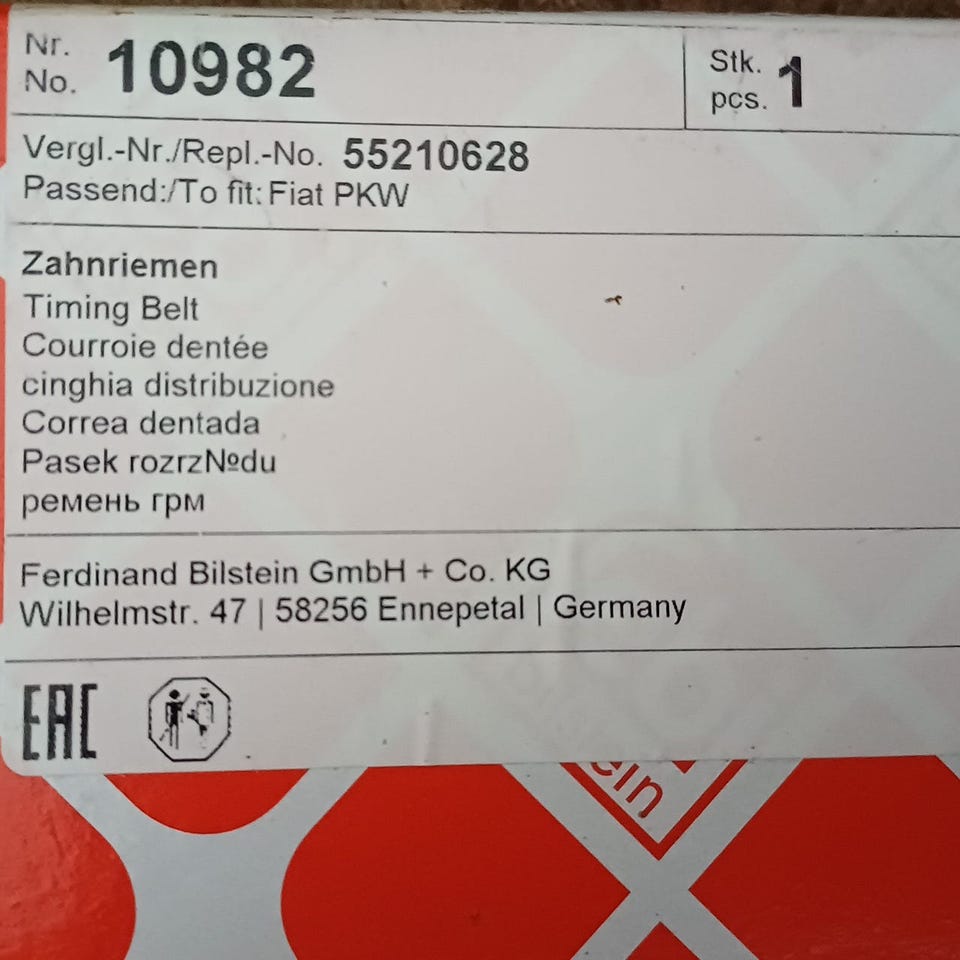 Nr.
No. 10982
Stk.
pcs. 1
Vergl.-Nr./Repl.-No. 55210628
Passend:/To fit: Fiat PKW
Zahnriemen
Timing Belt
Courroie dentée
cinghia distribuzione
Correa dentada
Pasek rozrz№du
ремень грм
Ferdinand Bilstein GmbH + Co. KG
Wilhelmstr. 47 | 58256 Ennepetal | Germany
EAC
ein